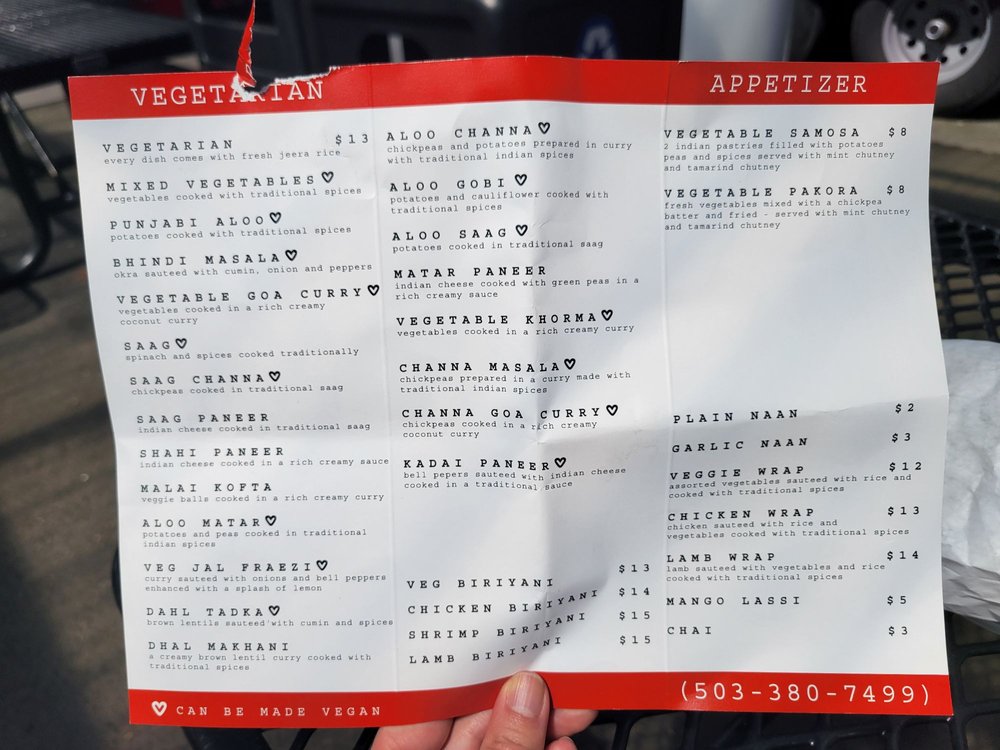 VEGETARIAN
VEGETARIAN $13
every dish comes with fresh jeera rice
MIXED VEGETABLES♡
vegetables cooked with traditional spices
PUNJABI ALOO♡
potatoes cooked with traditional spices
BHINDI MASALA♡
okra sauteed with cumin, onion and peppers
VEGETABLE GOA CURRY♡
vegetables cooked in a rich creamy
coconut curry
SAAG♡
spinach and spices cooked traditionally
SAAG CHANNA♡
chickpeas cooked in traditional saag
SAAG PANEER
indian cheese cooked in traditional saag
SHAHI PANEER
indian cheese cooked in a rich creamy sauce
MALAI KOFTA
veggie balls cooked in a rich creamy curry
ALOO MATAR♡
potatoes and peas cooked in traditional
indian spices
VEG JAL FRAEZI♡
curry sauteed with onions and bell peppers
enhanced with a splash of lemon
DAHL TADKA♡
brown lentils sauteed with cumin and spices
DHAL MAKHANI
a creamy brown lentil curry cooked with
traditional spices
♡ CAN BE MADE VEGAN
ALOO CHANNA♡
chickpeas and potatoes prepared in curry
with traditional indian spices
ALOO GOBI♡
potatoes and cauliflower cooked with
traditional spices
ALOO SAAG♡
potatoes cooked in traditional saag
MATAR PANEER
indian cheese cooked with green peas in a
rich creamy sauce
VEGETABLE KHORMA♡
vegetables cooked in a rich creamy curry
CHANNA MASALA♡
chickpeas prepared in a curry made with
traditional indian spices
CHANNA GOA CURRY♡
chickpeas cooked in a rich creamy
coconut curry
KADAI PANEER♡
bell pepers sauteed with indian cheese
cooked in a traditional sauce
VEG BIRIYANI $13
CHICKEN BIRIYANI $14
SHRIMP BIRIYANI $15
LAMB BIRIYANI $15
APPETIZER
VEGETABLE SAMOSA $8
2 indian pastries filled with potatoes
peas and spices served with mint chutney
and tamarind chutney
VEGETABLE PAKORA $8
fresh vegetables mixed with a chickpea
batter and fried - served with mint chutney
and tamarind chutney
PLAIN NAAN $2
GARLIC NAAN $3
VEGGIE WRAP $12
assorted vegetables sauteed with rice and
cooked with traditional spices
CHICKEN WRAP $13
chicken sauteed with rice and
vegetables cooked with traditional spices
LAMB WRAP $14
lamb sauteed with vegetables and rice
cooked with traditional spices
MANGO LASSI $5
CHAI $3
(503-380-7499)